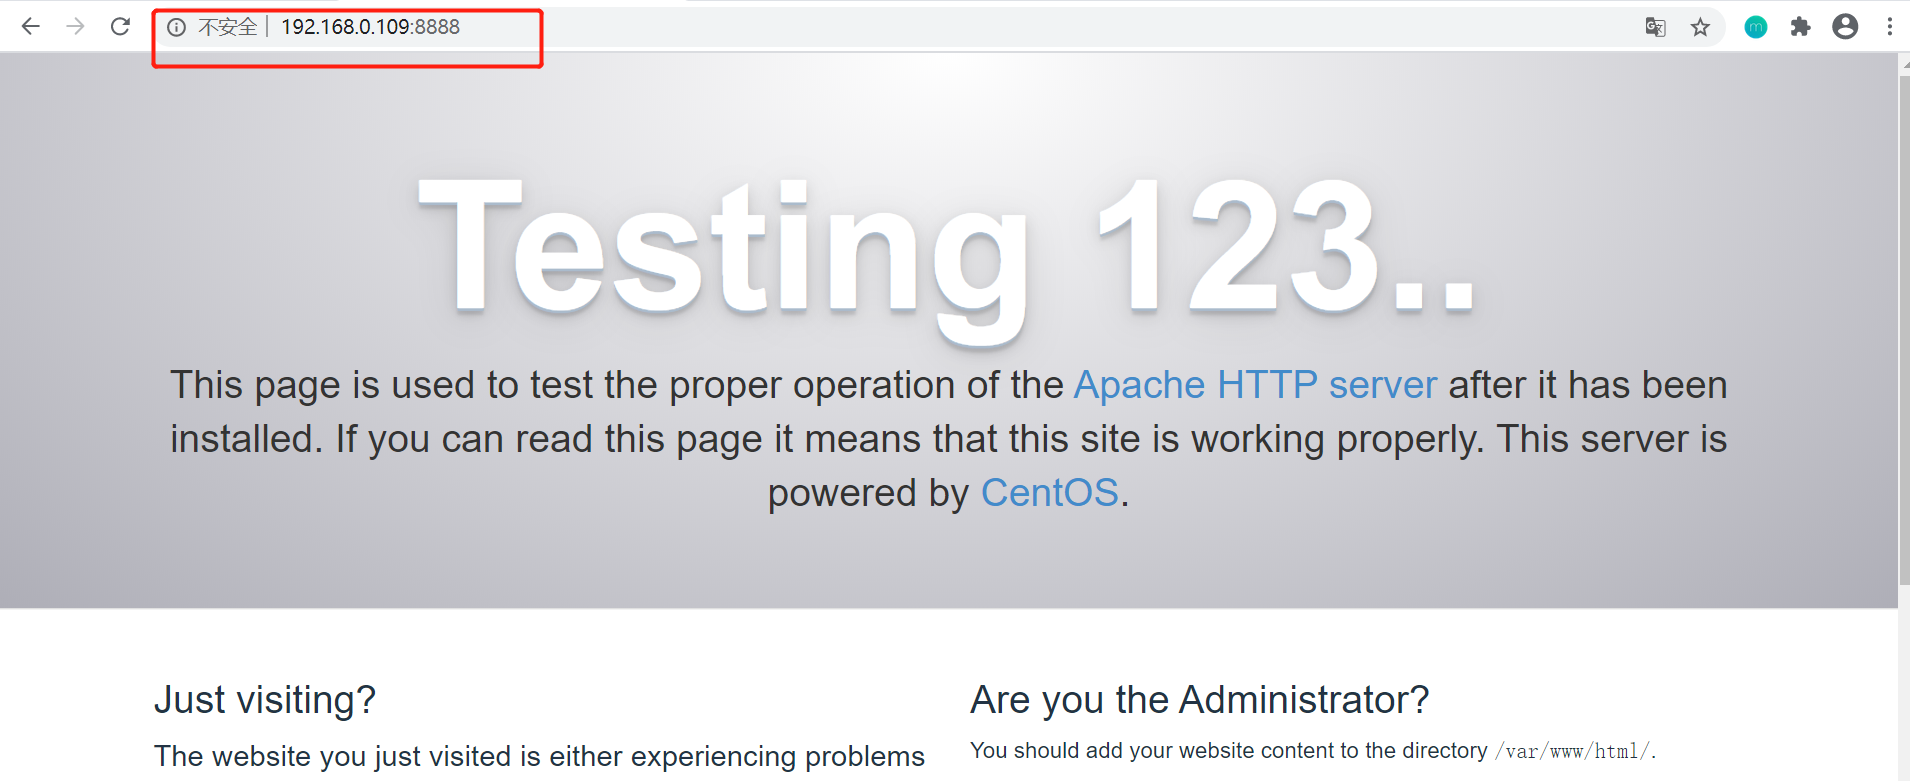 不安全 192.168.0.109:8888
Testing 123..
This page is used to test the proper operation of the Apache HTTP server after it has been
installed. If you can read this page it means that this site is working properly. This server is
powered by CentOS.
Just visiting?
The website you just visited is either experiencing problems
Are you the Administrator?
You should add your website content to the directory /var/www/html/.